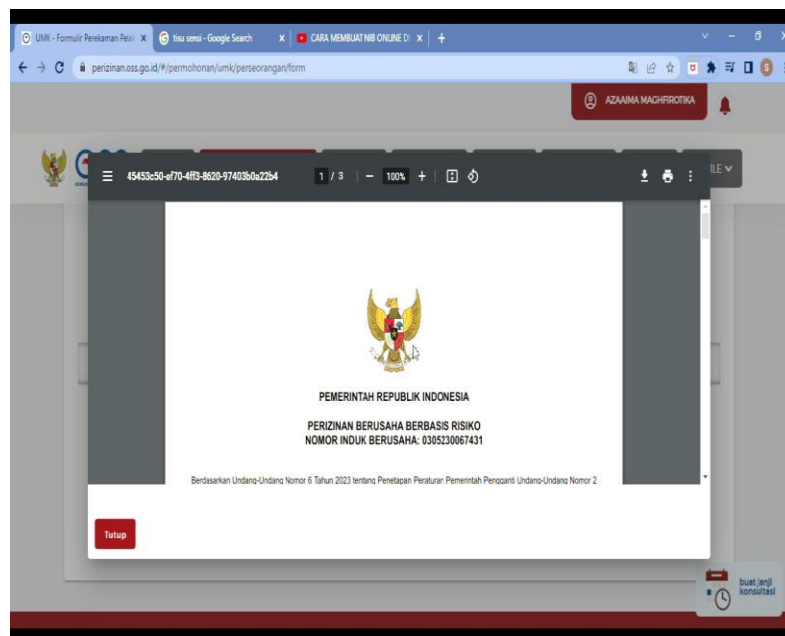 UMK - Formulir Perekaman Pelak
tisu sensi - Google Search
CARA MEMBUAT NIB ONLINE DI
perizinan.oss.go.id/#/permohonan/umk/perseorangan/form
S
AZAAIMA MAGHFIROTIKA
45453c50-ef70-4ff3-8620-97403b0a22b4
1 / 3
100%
PEMERINTAH REPUBLIK INDONESIA
PERIZINAN BERUSAHA BERBASIS RISIKO
NOMOR INDUK BERUSAHA: 0305230067431
Berdasarkan Undang-Undang Nomor 6 Tahun 2023 tentang Penetapan Peraturan Pemerintah Pengganti Undang-Undang Nomor 2
Tutup
buat janji
konsultasi